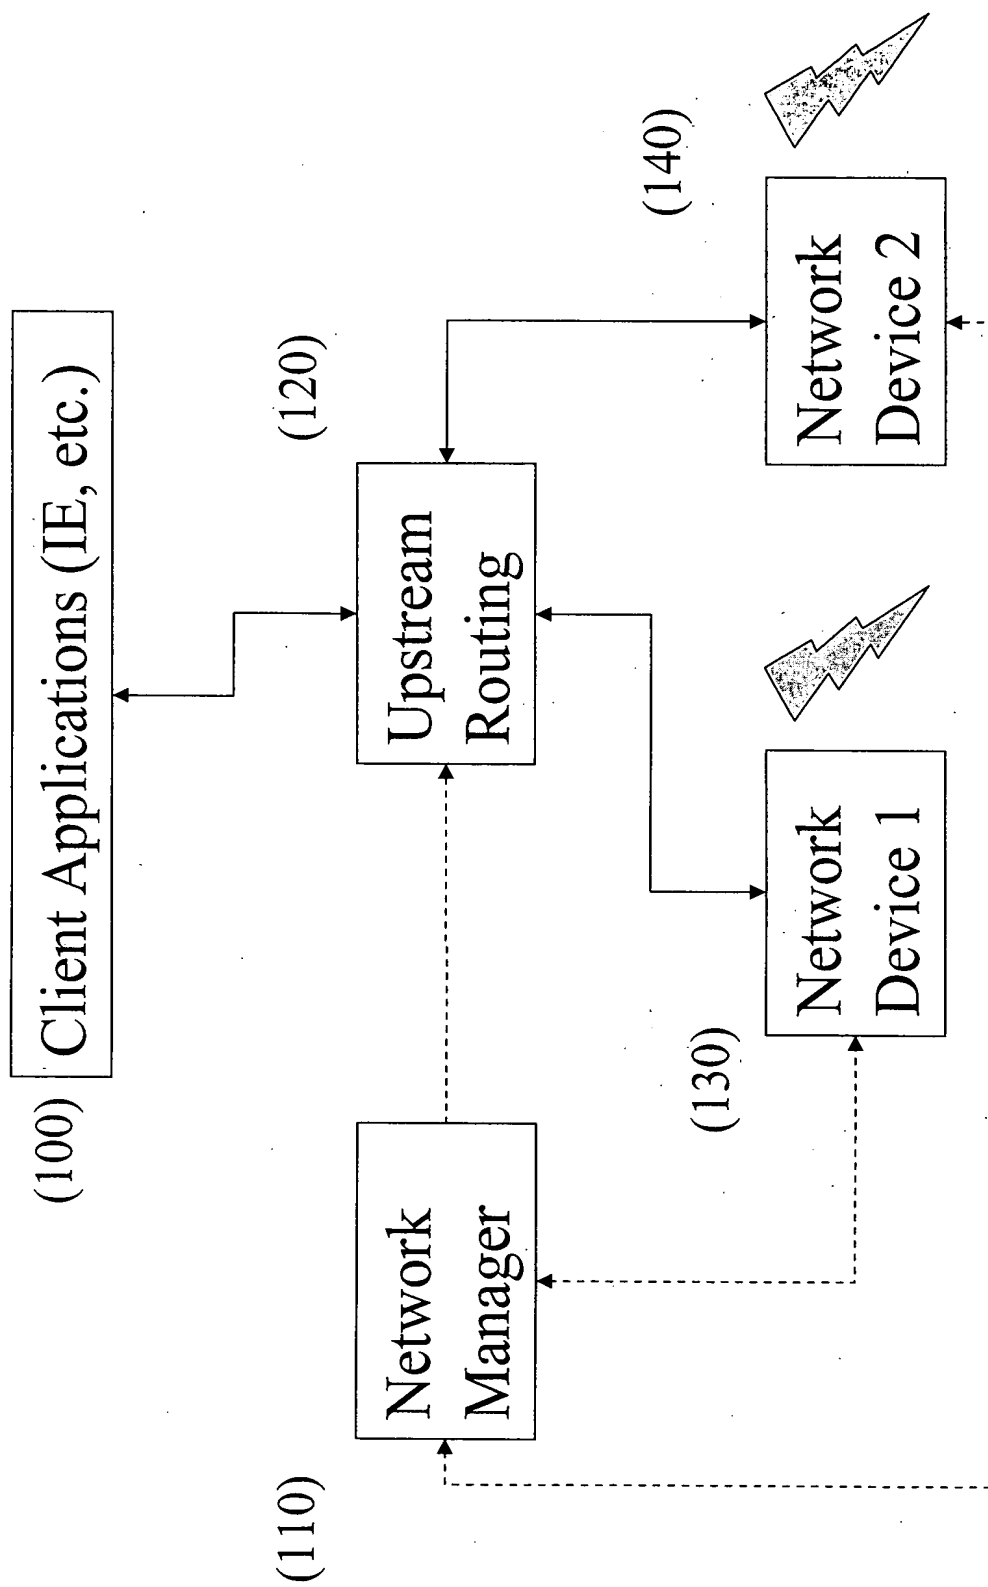 (100)
Client Applications (IE, etc.)
(110)
Network
Manager
(120)
Upstream
Routing
(130)
Network
Device 1
(140)
Network
Device 2